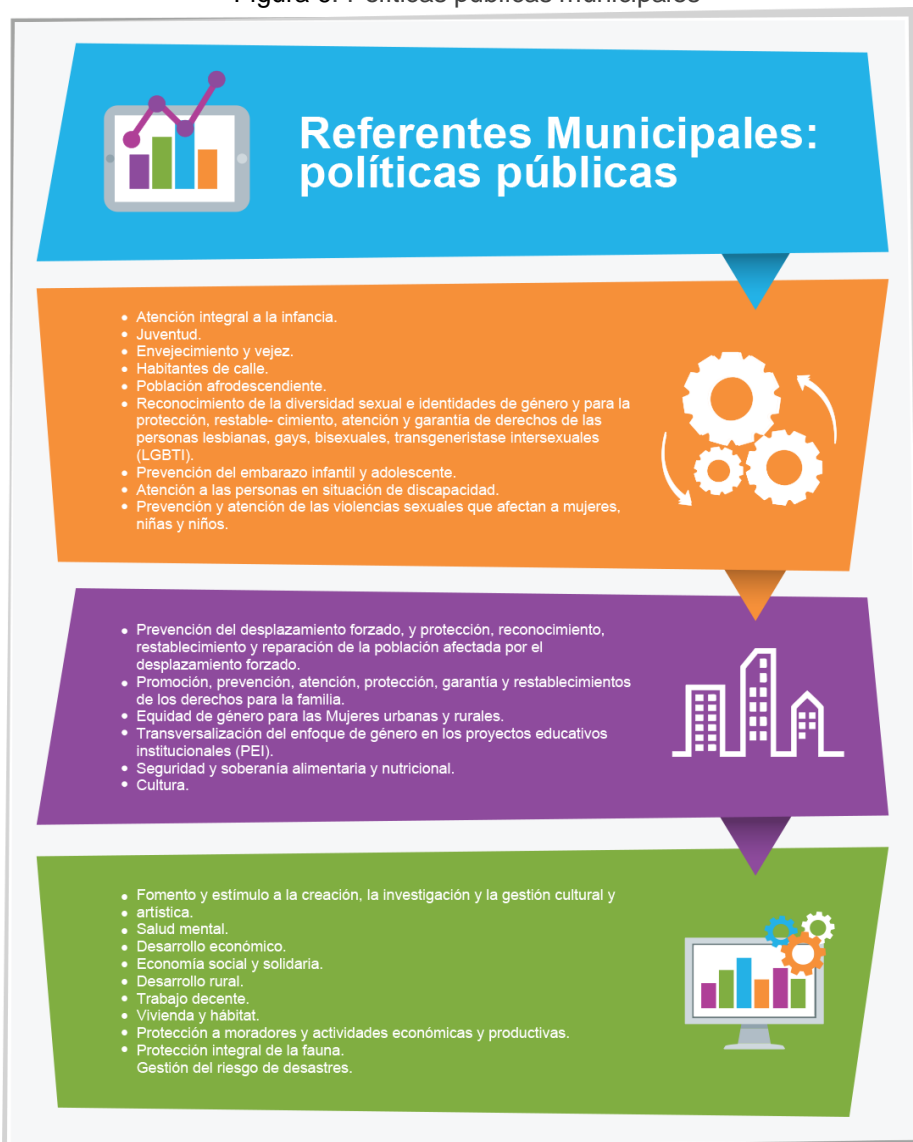 Políticas públicas municipales
Referentes Municipales:
políticas públicas
• Atención integral a la infancia.
• Juventud.
• Envejecimiento y vejez.
• Habitantes de calle.
• Población afrodescendiente.
• Reconocimiento de la diversidad sexual e identidades de género y para la
protección, restable- cimiento, atención y garantía de derechos de las
personas lesbianas, gays, bisexuales, transgeneristase intersexuales
(LGBTI).
• Prevención del embarazo infantil y adolescente.
• Atención a las personas en situación de discapacidad.
• Prevención y atención de las violencias sexuales que afectan a mujeres,
niñas y niños.
• Prevención del desplazamiento forzado, y protección, reconocimiento,
restablecimiento y reparación de la población afectada por el
desplazamiento forzado.
• Promoción, prevención, atención, protección, garantía y restablecimientos
de los derechos para la familia.
• Equidad de género para las Mujeres urbanas y rurales.
• Transversalización del enfoque de género en los proyectos educativos
institucionales (PEI).
• Seguridad y soberanía alimentaria y nutricional.
• Cultura.
• Fomento y estímulo a la creación, la investigación y la gestión cultural y
• artística.
• Salud mental.
• Desarrollo económico.
• Economía social y solidaria.
• Desarrollo rural.
• Trabajo decente.
• Vivienda y hábitat.
• Protección a moradores y actividades económicas y productivas.
• Protección integral de la fauna.
Gestión del riesgo de desastres.